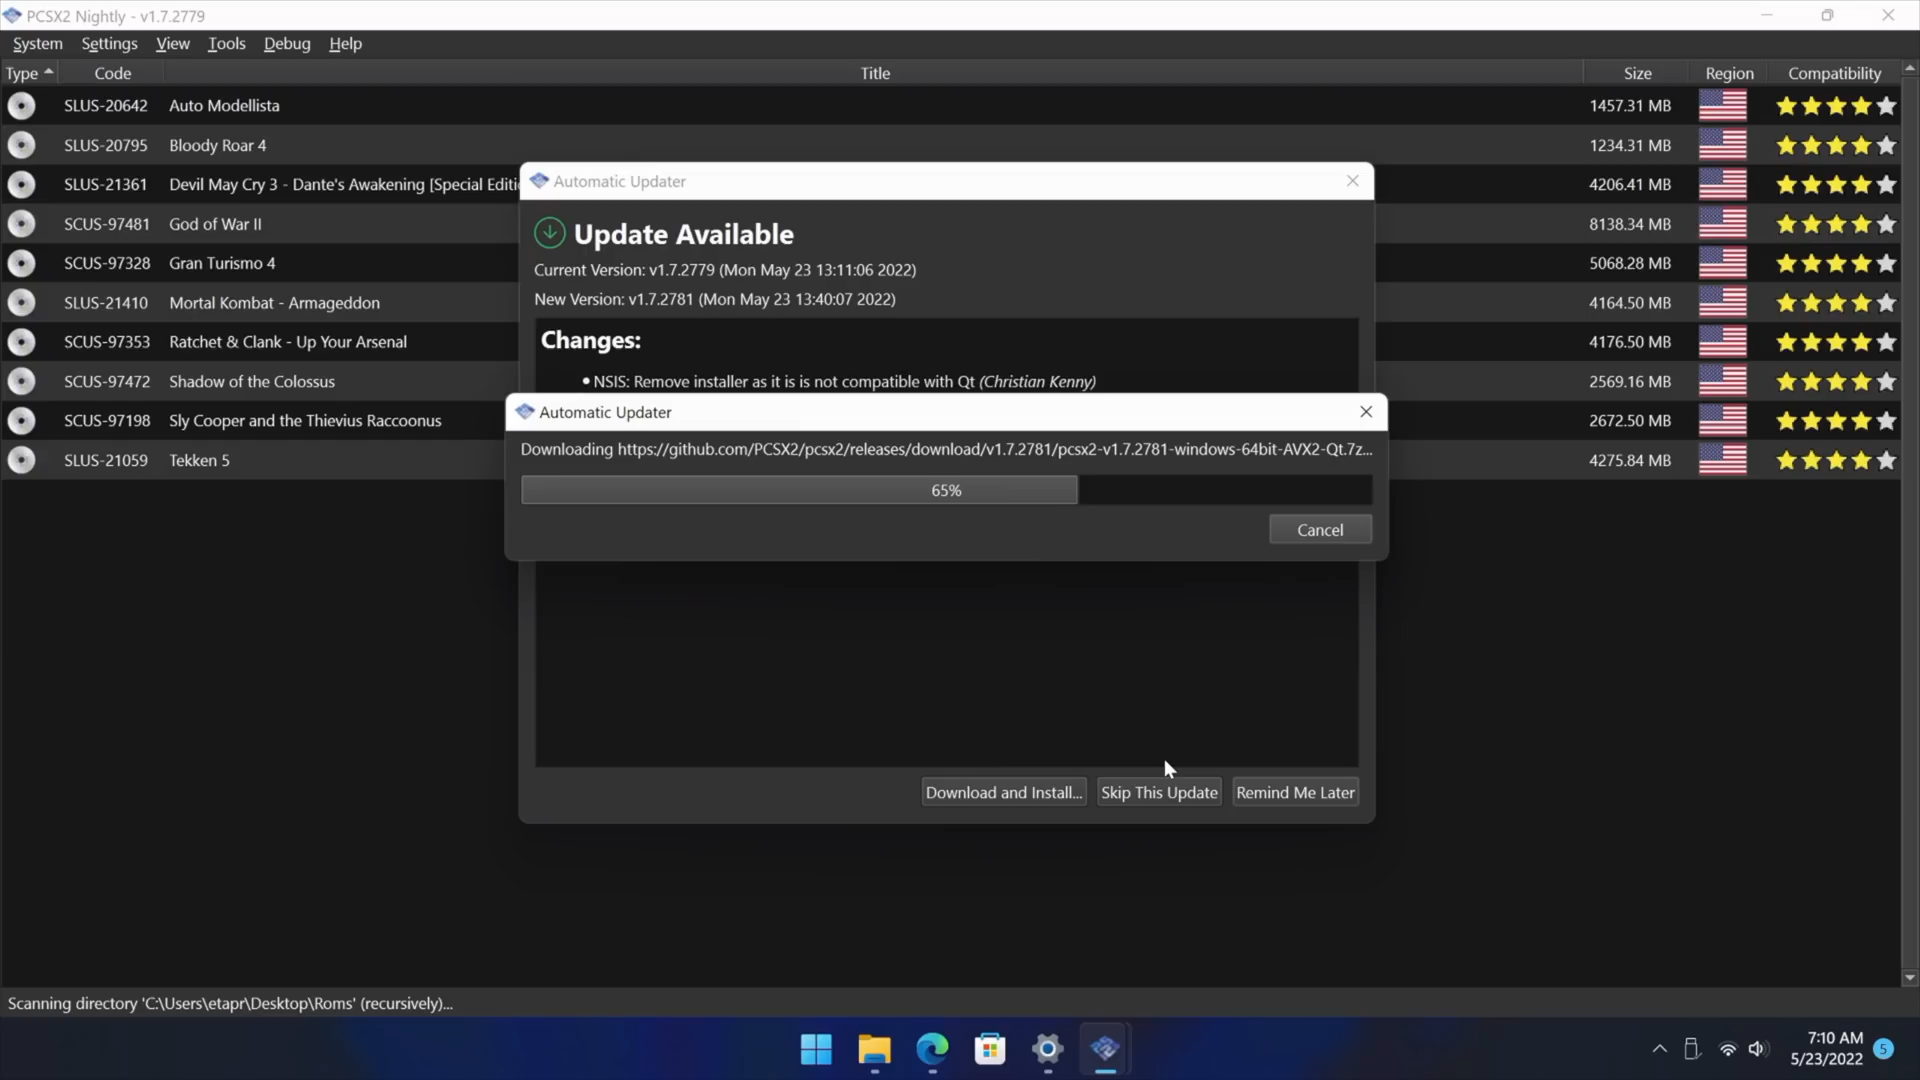 PCSX2 Nightly - v1.7.2779
System Settings View Tools Debug Help
Type Code Title Size Region Compatibility
SLUS-20642 Auto Modellista 1457.31 MB
SLUS-20795 Bloody Roar 4 1234.31 MB
SLUS-21361 Devil May Cry 3 - Dante's Awakening [Special Editi 4206.41 MB
SCUS-97481 God of War II 8138.34 MB
SCUS-97328 Gran Turismo 4 5068.28 MB
SLUS-21410 Mortal Kombat - Armageddon 4164.50 MB
SCUS-97353 Ratchet & Clank - Up Your Arsenal 4176.50 MB
SCUS-97472 Shadow of the Colossus 2569.16 MB
SCUS-97198 Sly Cooper and the Thievius Raccoonus 2672.50 MB
SLUS-21059 Tekken 5 4275.84 MB
Automatic Updater
Update Available
Current Version: v1.7.2779 (Mon May 23 13:11:06 2022)
New Version: v1.7.2781 (Mon May 23 13:40:07 2022)
Changes:
• NSIS: Remove installer as it is is not compatible with Qt (Christian Kenny)
Automatic Updater
Downloading https://github.com/PCSX2/pcsx2/releases/download/v1.7.2781/pcsx2-v1.7.2781-windows-64bit-AVX2-Qt.7z...
65%
Cancel
Download and Install... Skip This Update Remind Me Later
Scanning directory 'C:\Users\etapr\Desktop\Roms' (recursively)...
7:10 AM
5/23/2022
5